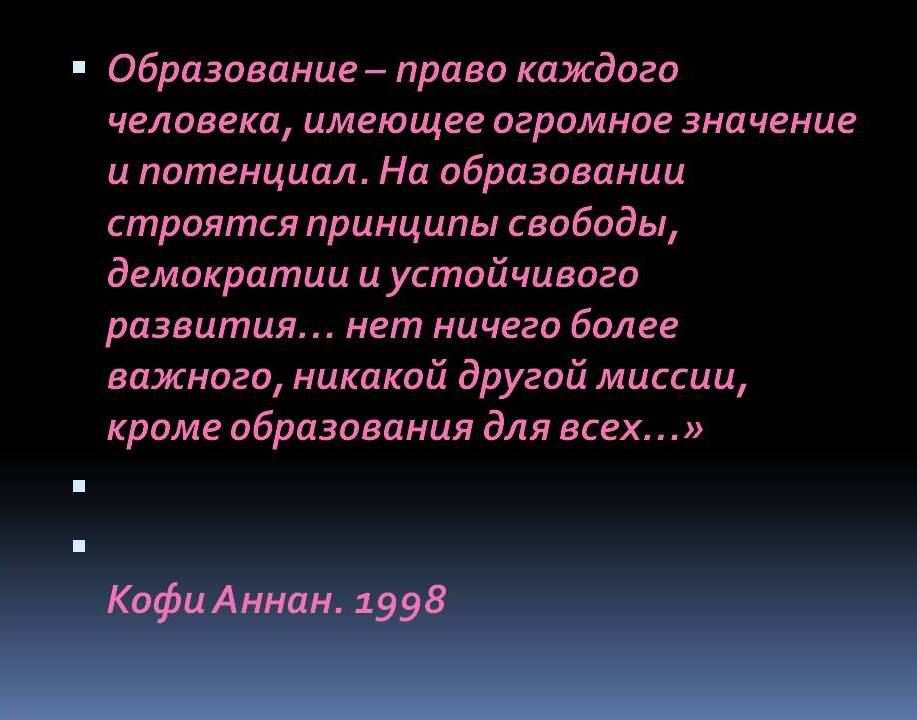 Образование – право каждого
человека, имеющее огромное значение
и потенциал. На образовании
строятся принципы свободы,
демократии и устойчивого
развития... нет ничего более
важного, никакой другой миссии,
кроме образования для всех...»
Кофи Аннан. 1998